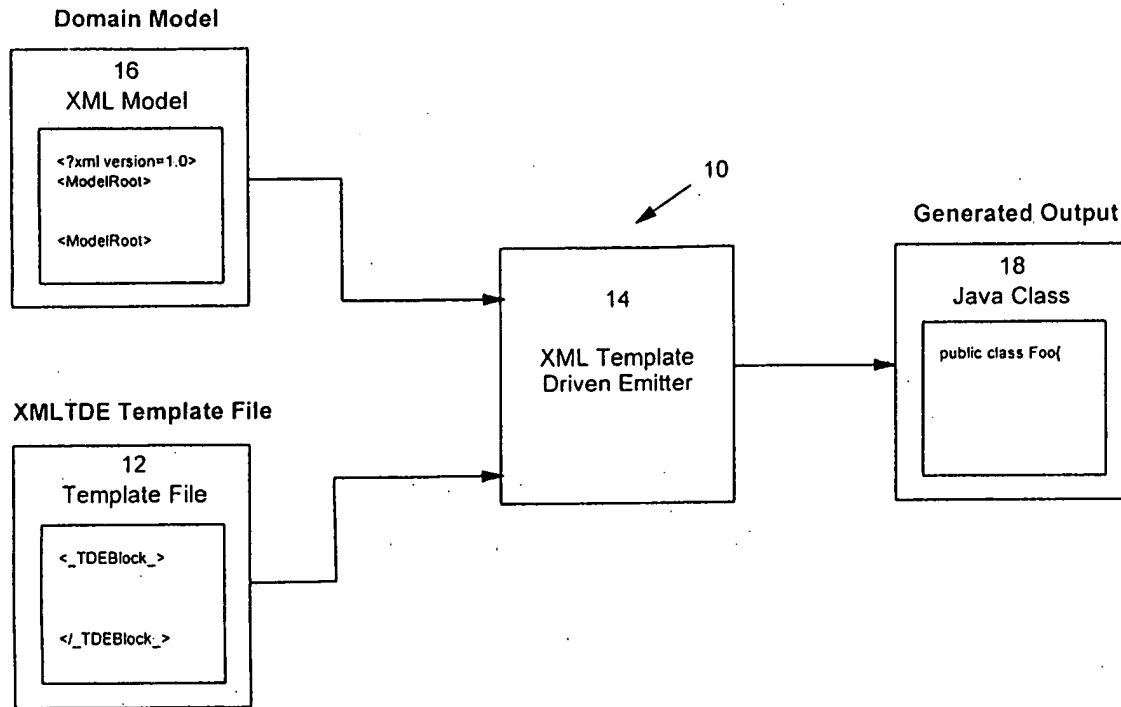 Domain Model
16
XML Model
<?xml version=1.0>
<ModelRoot>
<ModelRoot>
10
Generated Output
18
Java Class
public class Foo{
14
XML Template
Driven Emitter
XMLTDE Template File
12
Template File
<_TDEBlock_>
</_TDEBlock_>